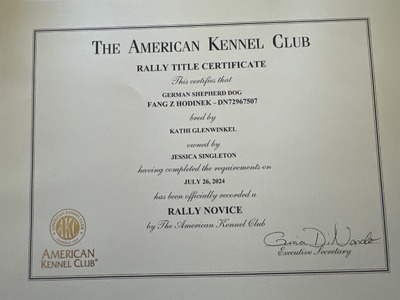 THE AMERICAN KENNEL CLUB
RALLY TITLE CERTIFICATE
This certifies that
GERMAN SHEPHERD DOG
FANG Z HODINEK – DN72967507
bred by
KATHI GLENWINKEL
owned by
JESSICA SINGLETON
having completed the requirements on
JULY 26, 2024
has been officially recorded a
RALLY NOVICE
by The American Kennel Club
AKC
AMERICAN
KENNEL CLUB®
Executive Secretary